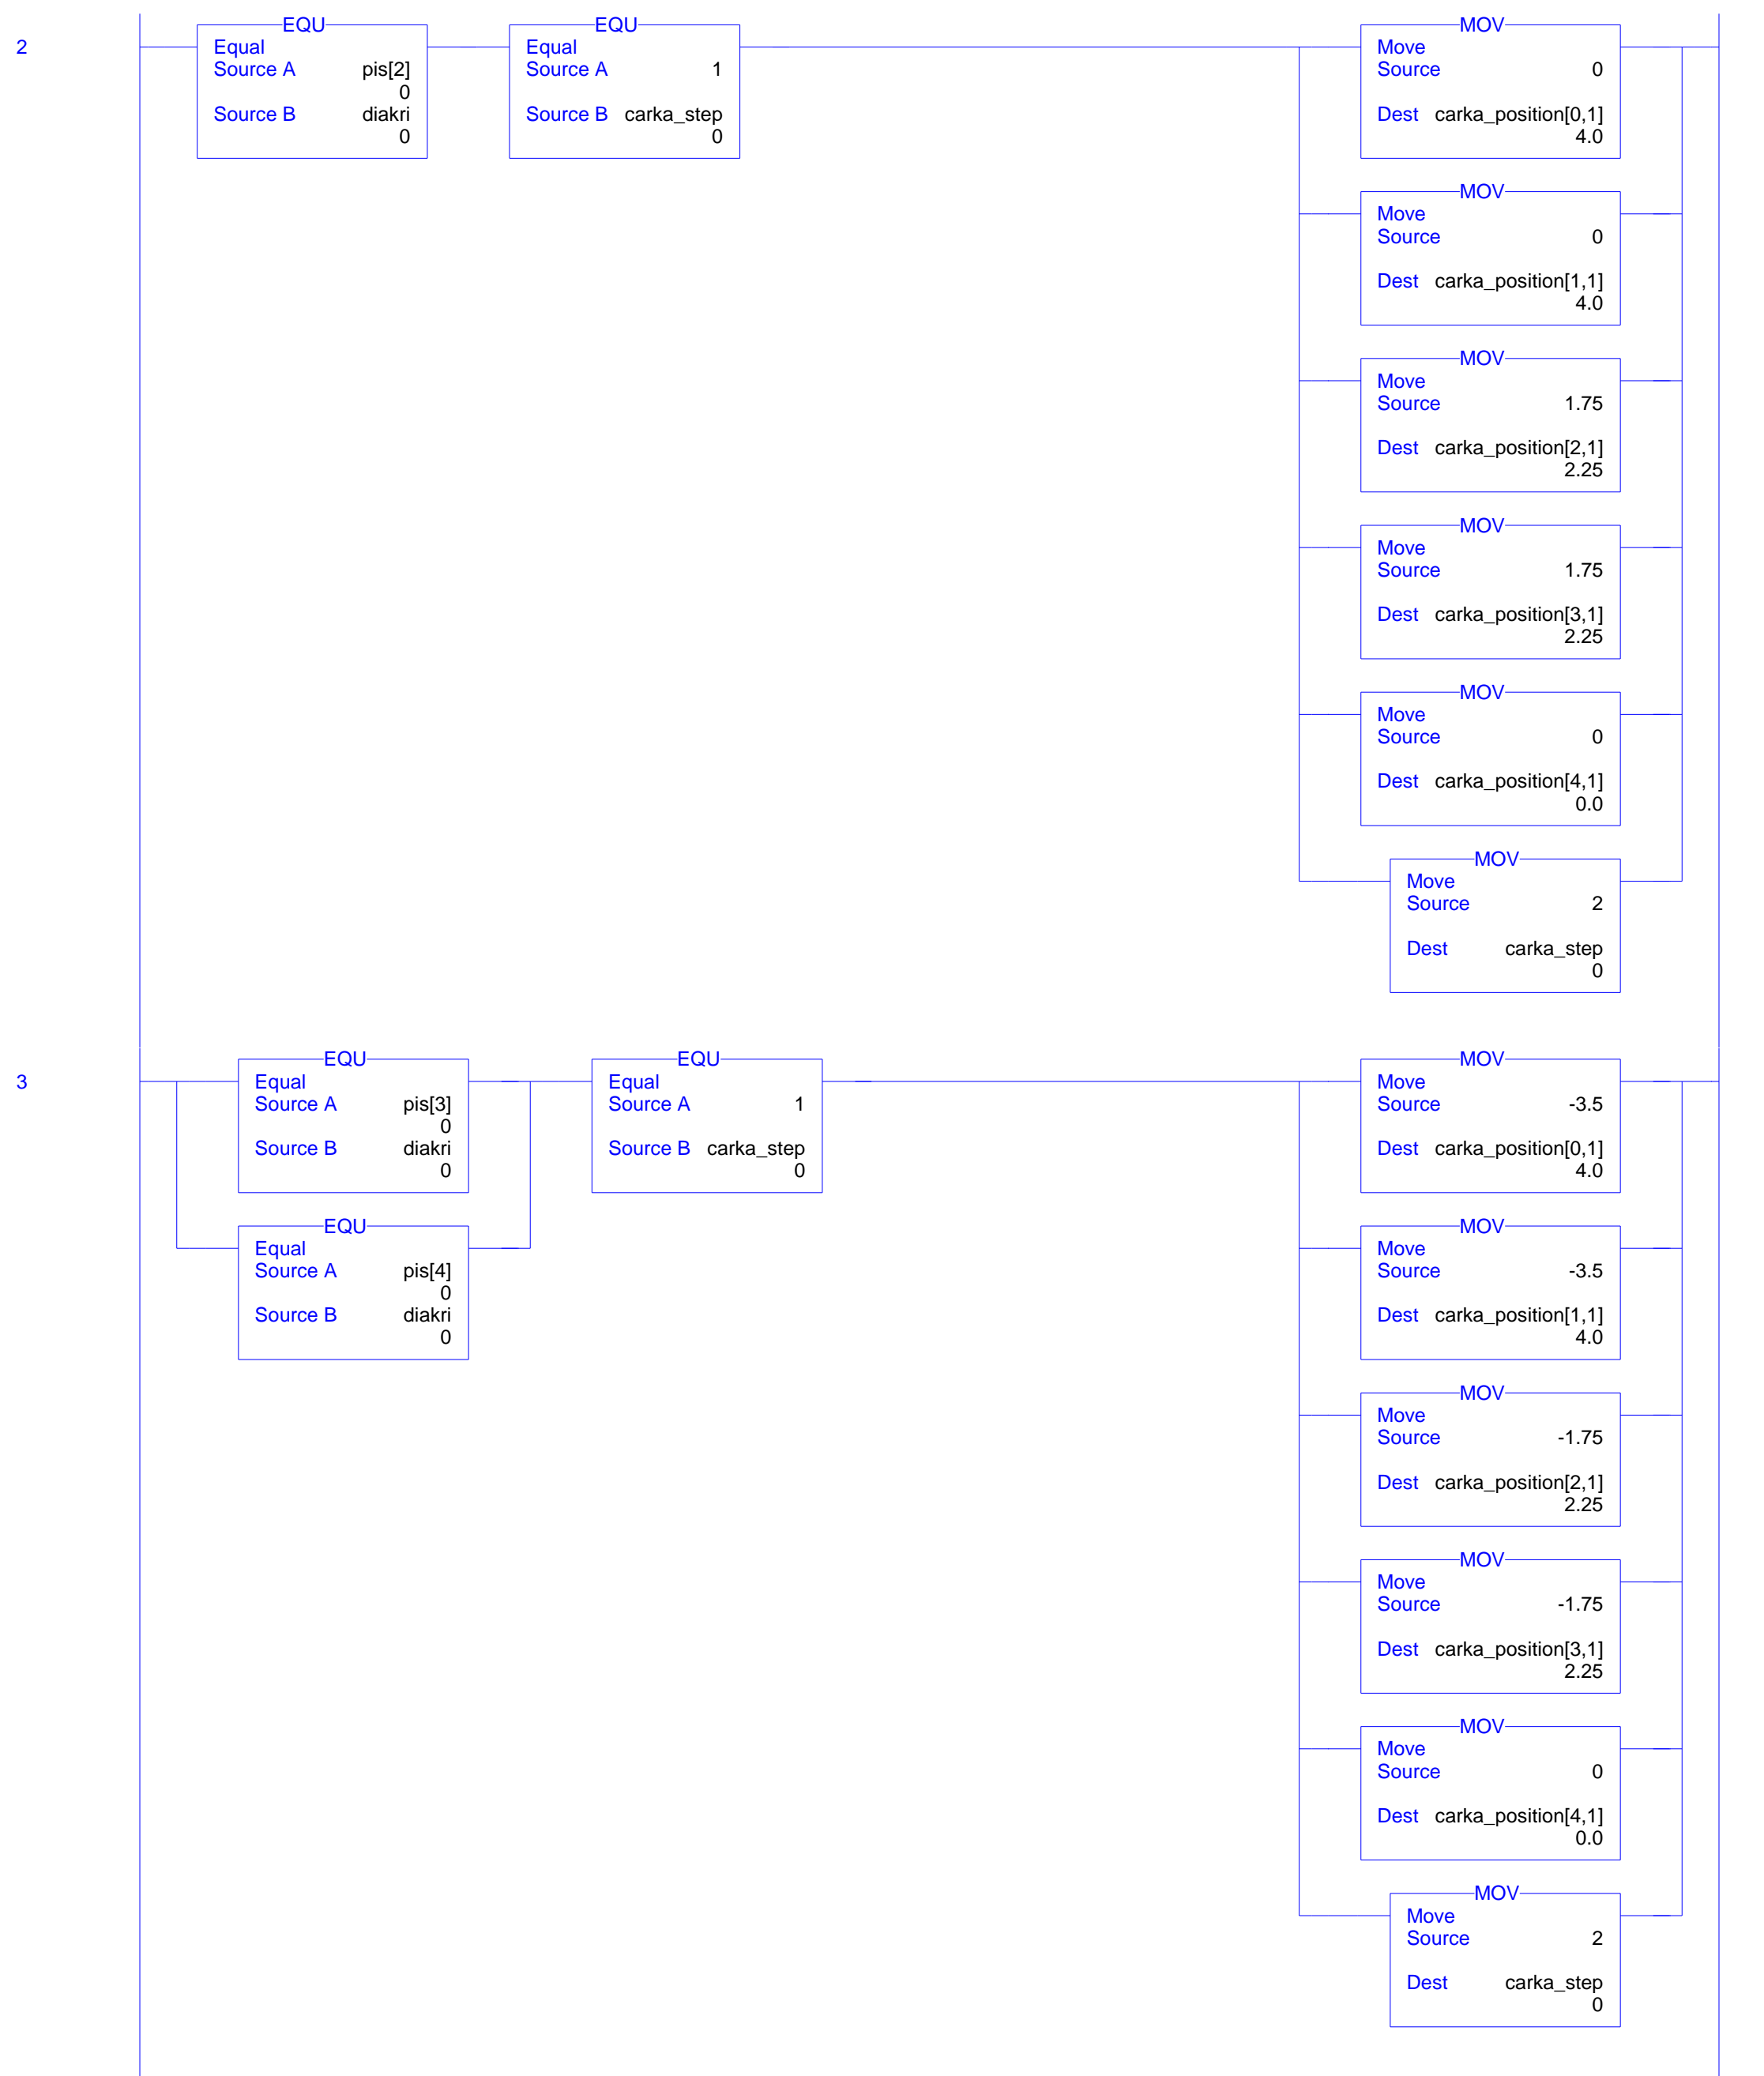 2
EQU
Equal
Source A pis[2]
0
Source B diakri
0
EQU
Equal
Source A 1
Source B carka_step
0
MOV
Move
Source 0
Dest carka_position[0,1]
4.0
MOV
Move
Source 0
Dest carka_position[1,1]
4.0
MOV
Move
Source 1.75
Dest carka_position[2,1]
2.25
MOV
Move
Source 1.75
Dest carka_position[3,1]
2.25
MOV
Move
Source 0
Dest carka_position[4,1]
0.0
MOV
Move
Source 2
Dest carka_step
0
3
EQU
Equal
Source A pis[3]
0
Source B diakri
0
EQU
Equal
Source A pis[4]
0
Source B diakri
0
EQU
Equal
Source A 1
Source B carka_step
0
MOV
Move
Source -3.5
Dest carka_position[0,1]
4.0
MOV
Move
Source -3.5
Dest carka_position[1,1]
4.0
MOV
Move
Source -1.75
Dest carka_position[2,1]
2.25
MOV
Move
Source -1.75
Dest carka_position[3,1]
2.25
MOV
Move
Source 0
Dest carka_position[4,1]
0.0
MOV
Move
Source 2
Dest carka_step
0